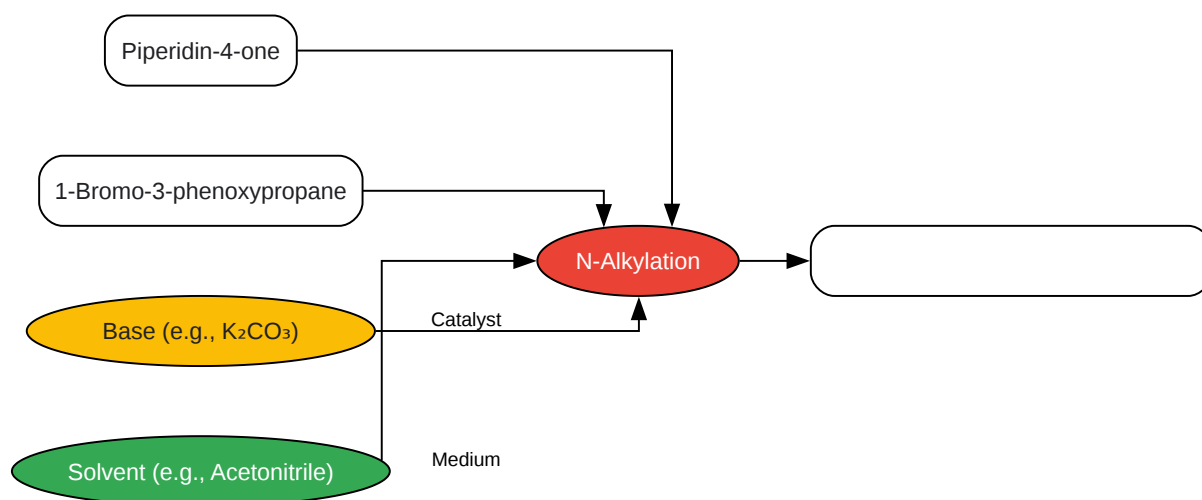 Piperidin-4-one
1-Bromo-3-phenoxypropane
N-Alkylation
Base (e.g., K₂CO₃)
Catalyst
Solvent (e.g., Acetonitrile)
Medium